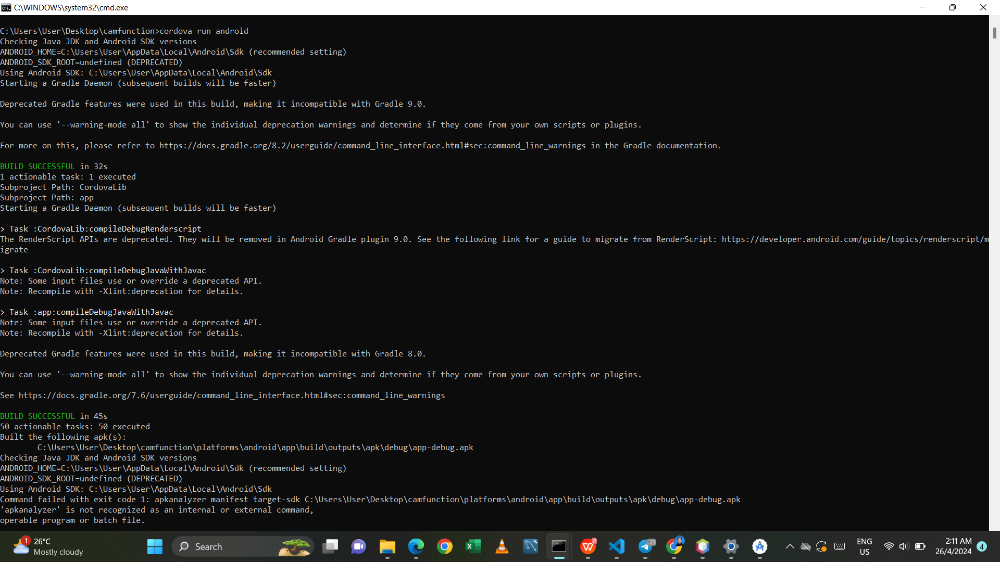 C:\WINDOWS\system32\cmd.exe
C:\Users\User\Desktop\camfunction>cordova run android
Checking Java JDK and Android SDK versions
ANDROID_HOME=C:\Users\User\AppData\Local\Android\Sdk (recommended setting)
ANDROID_SDK_ROOT=undefined (DEPRECATED)
Using Android SDK: C:\Users\User\AppData\Local\Android\Sdk
Starting a Gradle Daemon (subsequent builds will be faster)
Deprecated Gradle features were used in this build, making it incompatible with Gradle 9.0.
You can use '--warning-mode all' to show the individual deprecation warnings and determine if they come from your own scripts or plugins.
For more on this, please refer to https://docs.gradle.org/8.2/userguide/command_line_interface.html#sec:command_line_warnings in the Gradle documentation.
BUILD SUCCESSFUL in 32s
1 actionable task: 1 executed
Subproject Path: CordovaLib
Subproject Path: app
Starting a Gradle Daemon (subsequent builds will be faster)
> Task :CordovaLib:compileDebugRenderscript
The RenderScript APIs are deprecated. They will be removed in Android Gradle plugin 9.0. See the following link for a guide to migrate from RenderScript: https://developer.android.com/guide/topics/renderscript/m
igrate
> Task :CordovaLib:compileDebugJavaWithJavac
Note: Some input files use or override a deprecated API.
Note: Recompile with -Xlint:deprecation for details.
> Task :app:compileDebugJavaWithJavac
Note: Some input files use or override a deprecated API.
Note: Recompile with -Xlint:deprecation for details.
Deprecated Gradle features were used in this build, making it incompatible with Gradle 8.0.
You can use '--warning-mode all' to show the individual deprecation warnings and determine if they come from your own scripts or plugins.
See https://docs.gradle.org/7.6/userguide/command_line_interface.html#sec:command_line_warnings
BUILD SUCCESSFUL in 45s
50 actionable tasks: 50 executed
Built the following apk(s):
C:\Users\User\Desktop\camfunction\platforms\android\app\build\outputs\apk\debug\app-debug.apk
Checking Java JDK and Android SDK versions
ANDROID_HOME=C:\Users\User\AppData\Local\Android\Sdk (recommended setting)
ANDROID_SDK_ROOT=undefined (DEPRECATED)
Using Android SDK: C:\Users\User\AppData\Local\Android\Sdk
Command failed with exit code 1: apkanalyzer manifest target-sdk C:\Users\User\Desktop\camfunction\platforms\android\app\build\outputs\apk\debug\app-debug.apk
'apkanalyzer' is not recognized as an internal or external command,
operable program or batch file.
1
26°C
Mostly cloudy
Search
23
ENG
US
2:11 AM
26/4/2024
4